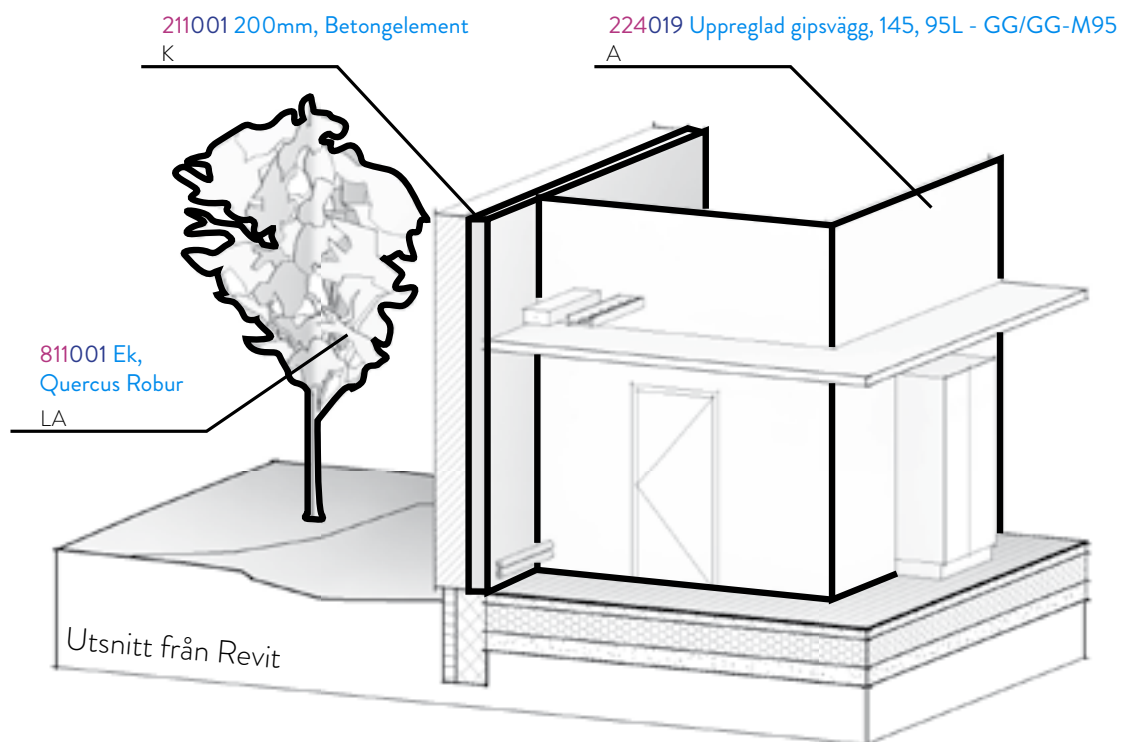 211001 200mm, Betongelement
K
224019 Uppreglad gipsvägg, 145, 95L - GG/GG-M95
A
811001 Ek,
Quercus Robur
LA
Utsnitt från Revit